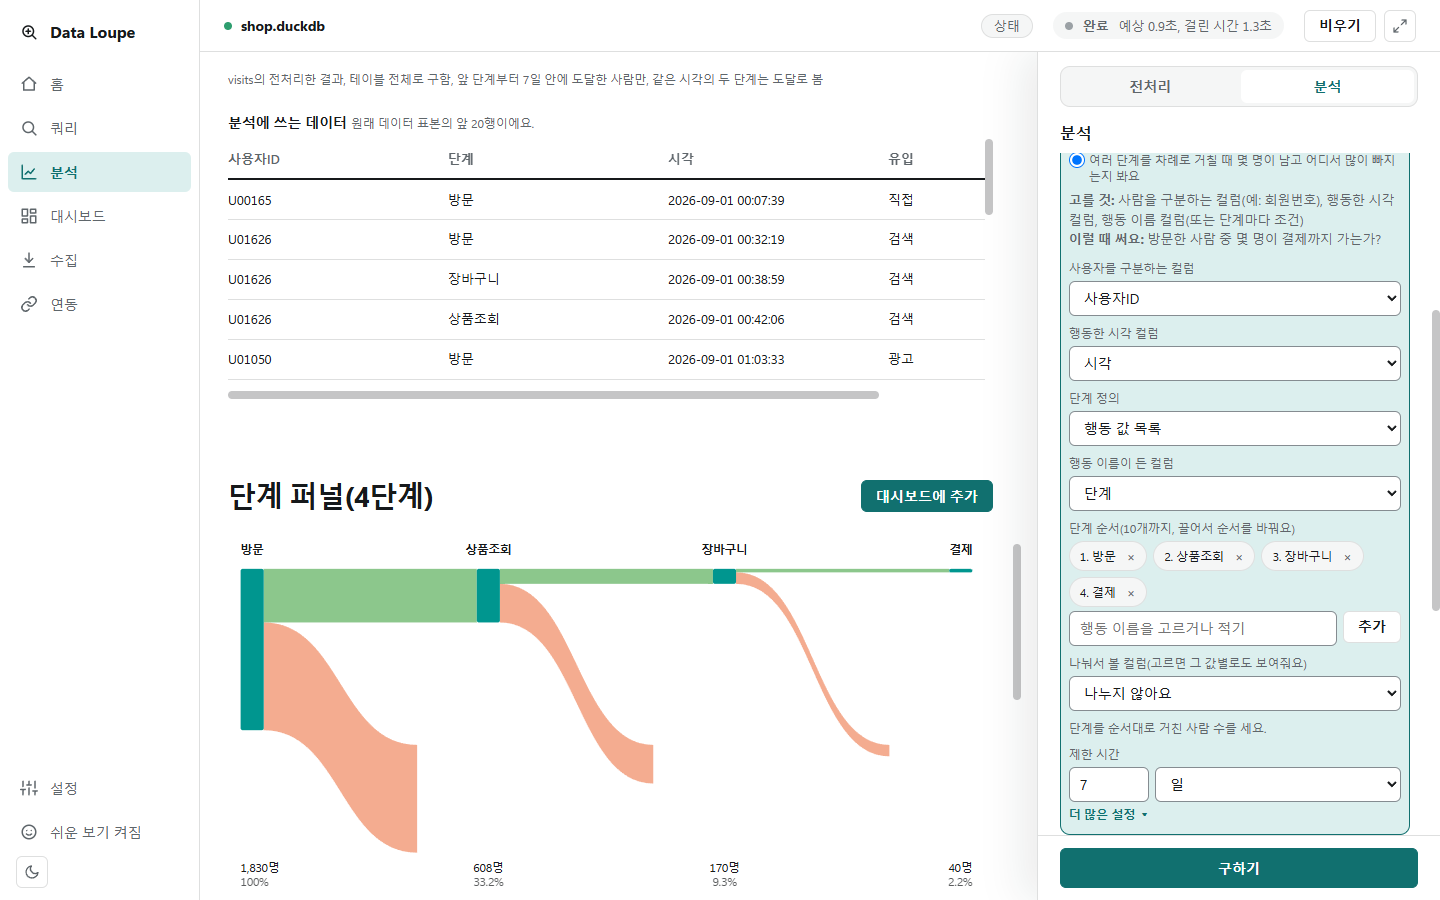 Data Loupe
홈
쿼리
분석
대시보드
수집
연동
설정
쉬운 보기 켜짐
shop.duckdb
상태
완료 예상 0.9초, 걸린 시간 1.3초
비우기
visits의 전처리한 결과, 테이블 전체로 구함, 앞 단계부터 7일 안에 도달한 사람만, 같은 시각의 두 단계는 도달로 봄
분석에 쓰는 데이터 원래 데이터 표본의 앞 20행이에요.
사용자ID 단계 시각 유입
U00165 방문 2026-09-01 00:07:39 직접
U01626 방문 2026-09-01 00:32:19 검색
U01626 장바구니 2026-09-01 00:38:59 검색
U01626 상품조회 2026-09-01 00:42:06 검색
U01050 방문 2026-09-01 01:03:33 광고
단계 퍼널(4단계)
대시보드에 추가
방문 상품조회 장바구니 결제
1,830명 608명 170명 40명
100% 33.2% 9.3% 2.2%
전처리 분석
분석
여러 단계를 차례로 거칠 때 몇 명이 남고 어디서 많이 빠지
는지 봐요
고를 것: 사람을 구분하는 컬럼(예: 회원번호), 행동한 시각
컬럼, 행동 이름 컬럼(또는 단계마다 조건)
이럴 때 써요: 방문한 사람 중 몇 명이 결제까지 가는가?
사용자를 구분하는 컬럼
사용자ID
행동한 시각 컬럼
시각
단계 정의
행동 값 목록
행동 이름이 든 컬럼
단계
단계 순서(10개까지, 끌어서 순서를 바꿔요)
1. 방문 × 2. 상품조회 × 3. 장바구니 ×
4. 결제 ×
행동 이름을 고르거나 적기
추가
나눠서 볼 컬럼(고르면 그 값별로도 보여줘요)
나누지 않아요
단계를 순서대로 거친 사람 수를 세요.
제한 시간
7 일
더 많은 설정
구하기